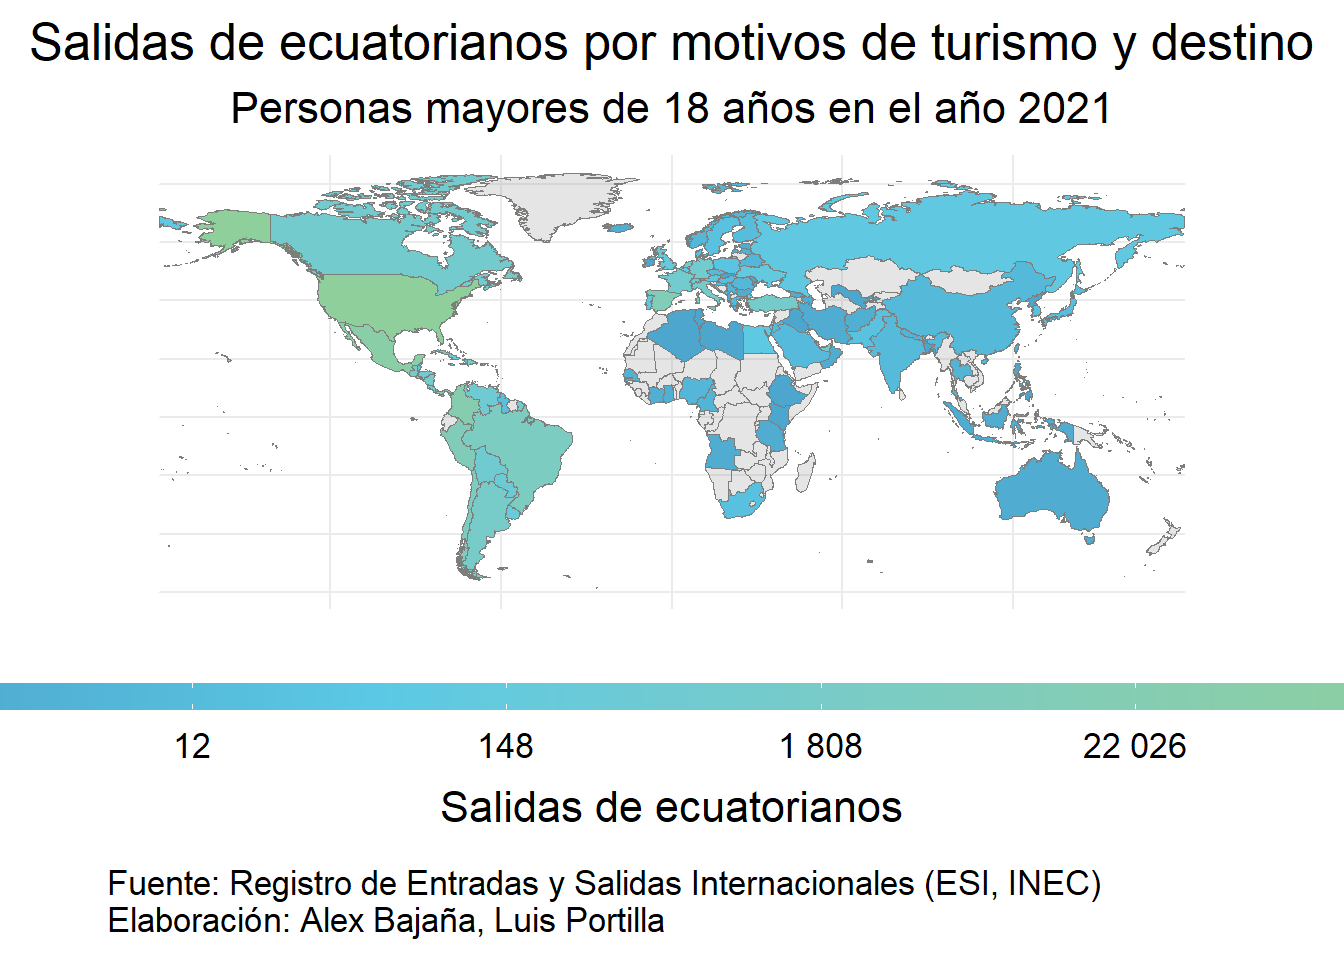 Salidas de ecuatorianos por motivos de turismo y destino
Personas mayores de 18 años en el año 2021
12 148 1 808 22 026
Salidas de ecuatorianos
Fuente: Registro de Entradas y Salidas Internacionales (ESI, INEC)
Elaboración: Alex Bajaña, Luis Portilla